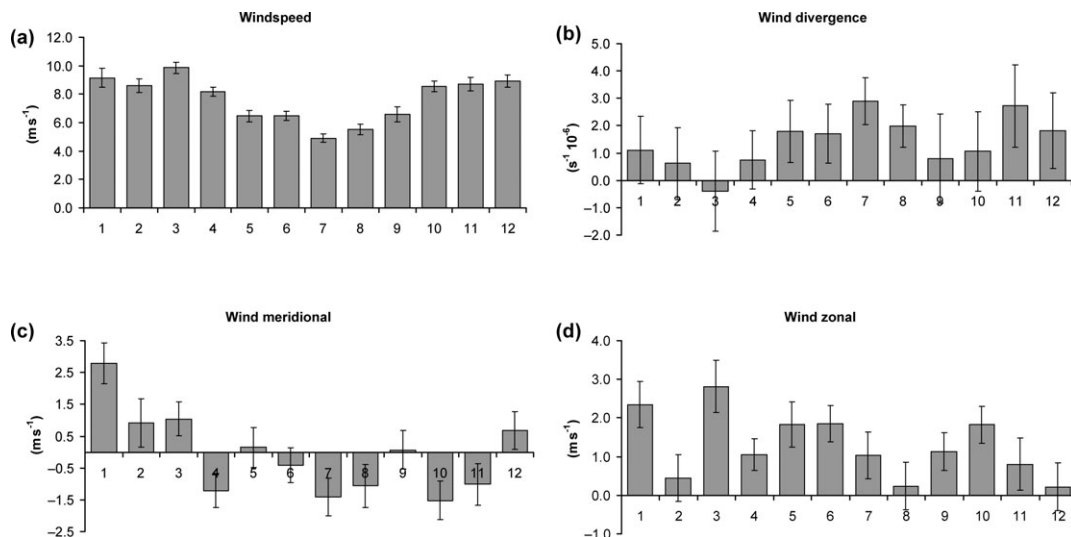 Windspeed
(a)
(ms⁻¹)
12.0
10.0
8.0
6.0
4.0
2.0
0.0
1 2 3 4 5 6 7 8 9 10 11 12
Wind divergence
(b)
(s⁻¹ 10⁻⁶)
5.0
4.0
3.0
2.0
1.0
0.0
–1.0
–2.0
1 2 3 4 5 6 7 8 9 10 11 12
Wind meridional
(c)
(ms⁻¹)
3.5
2.5
1.5
0.5
–0.5
–1.5
–2.5
1 2 3 4 5 6 7 8 9 10 11 12
Wind zonal
(d)
(ms⁻¹)
4.0
3.0
2.0
1.0
0.0
–1.0
1 2 3 4 5 6 7 8 9 10 11 12